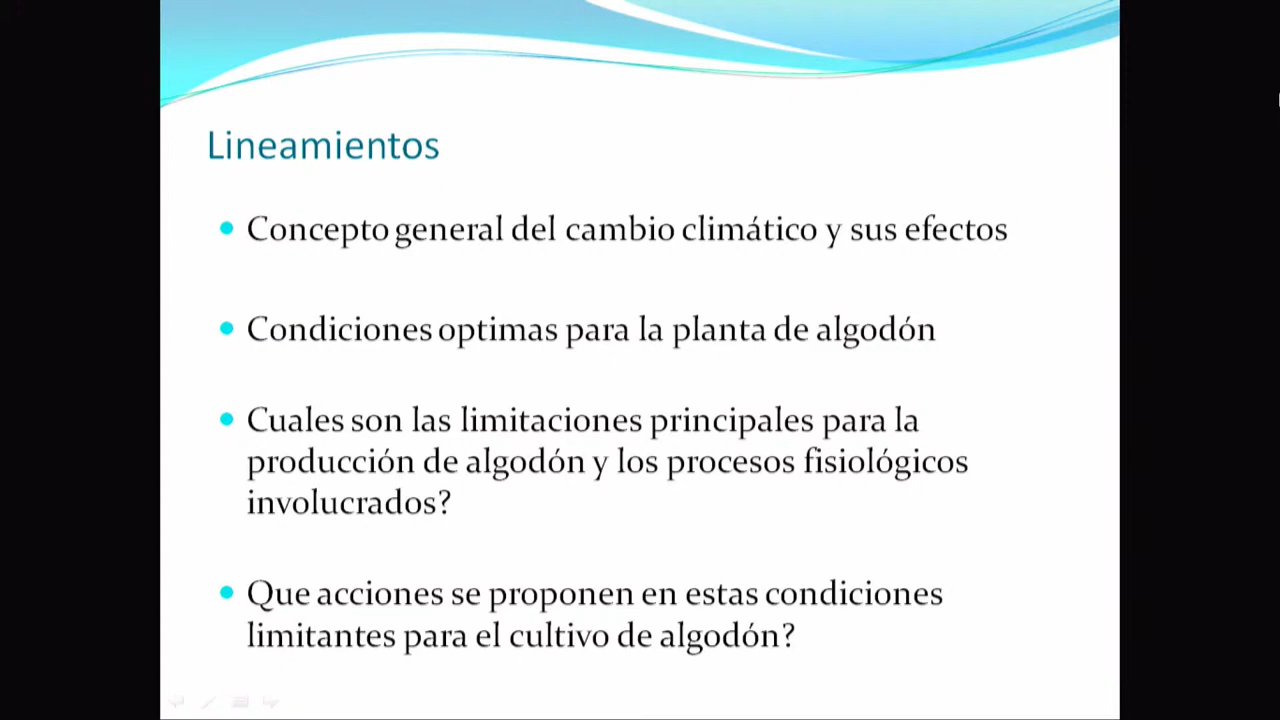 Lineamientos
Concepto general del cambio climático y sus efectos
Condiciones optimas para la planta de algodón
Cuales son las limitaciones principales para la
producción de algodón y los procesos fisiológicos
involucrados?
Que acciones se proponen en estas condiciones
limitantes para el cultivo de algodón?